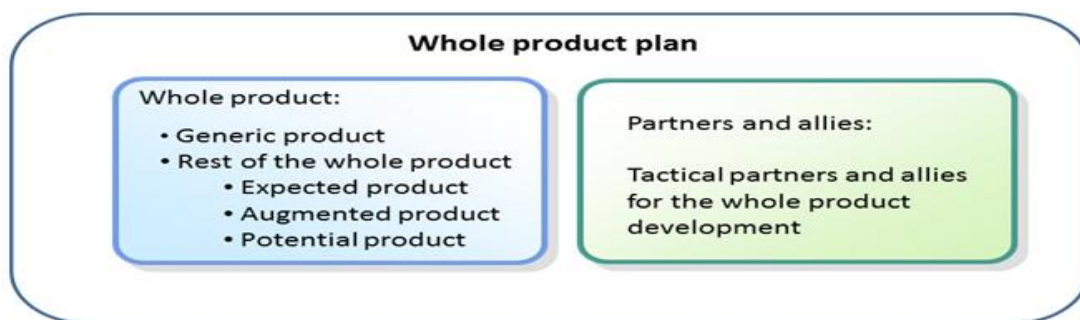 Whole product plan
Whole product:
• Generic product
• Rest of the whole product
• Expected product
• Augmented product
• Potential product
Partners and allies:
Tactical partners and allies
for the whole product
development